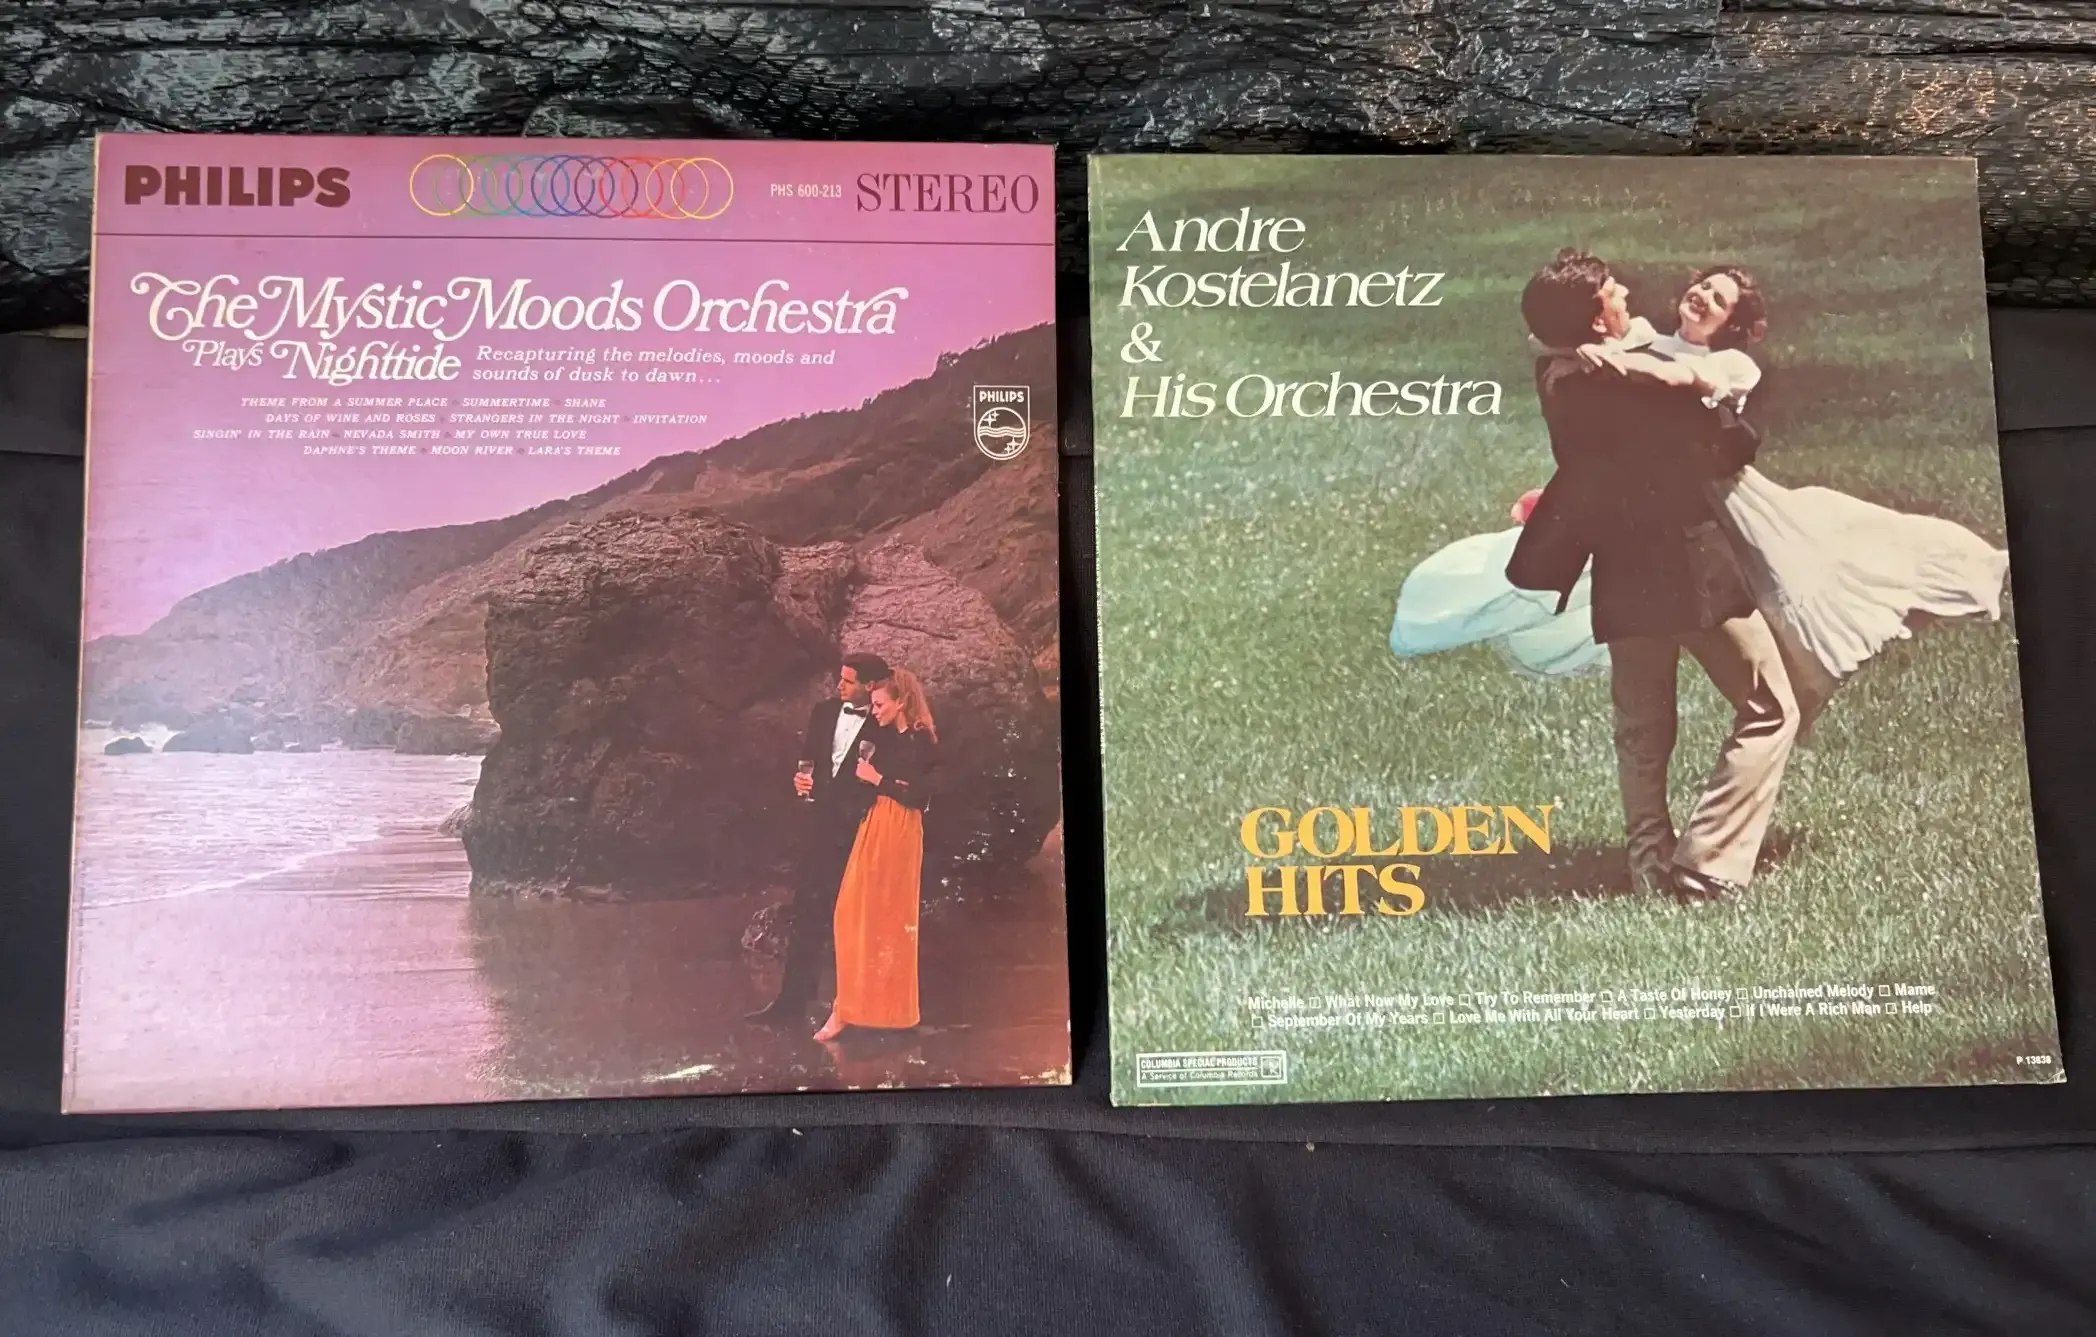 PHILIPS
PHS 600-213 STEREO
The Mystic Moods Orchestra
Plays Nighttide
Recapturing the melodies, moods and
sounds of dusk to dawn...
THEME FROM A SUMMER PLACE SUMMERTIME SHANE
DAYS OF WINE AND ROSES STRANGERS IN THE NIGHT INVITATION
SINGIN' IN THE RAIN NEVADA SMITH MY OWN TRUE LOVE
DAPHNE'S THEME MOON RIVER LARA'S THEME
PHILIPS
Andre
Kostelanetz
&
His Orchestra
GOLDEN
HITS
Michelle □ What Now My Love □ Try To Remember □ A Taste Of Honey □ Unchained Melody □ Mame
□ September Of My Years □ Love Me With All Your Heart □ Yesterday □ If I Were A Rich Man □ Help
COLUMBIA SPECIAL PRODUCTS
A Service of Columbia Records
P 13838